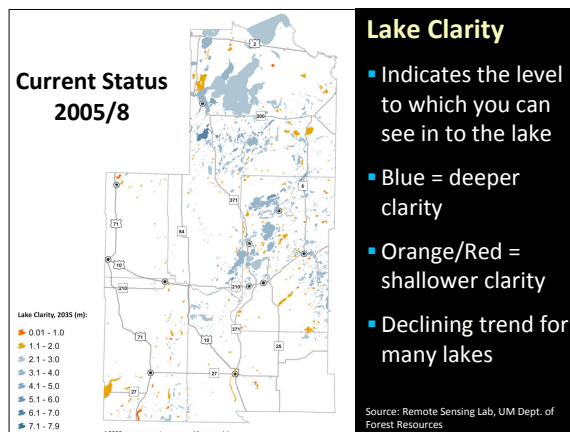 Current Status
2005/8
2
200
371
6
71
64
10
210
210
371
71
10
25
27
27
Lake Clarity, 2035 (m):
0.01 - 1.0
1.1 - 2.0
2.1 - 3.0
3.1 - 4.0
4.1 - 5.0
5.1 - 6.0
6.1 - 7.0
7.1 - 7.9
Lake Clarity
▪ Indicates the level
to which you can
see in to the lake
▪ Blue = deeper
clarity
▪ Orange/Red =
shallower clarity
▪ Declining trend for
many lakes
Source: Remote Sensing Lab, UM Dept. of
Forest Resources